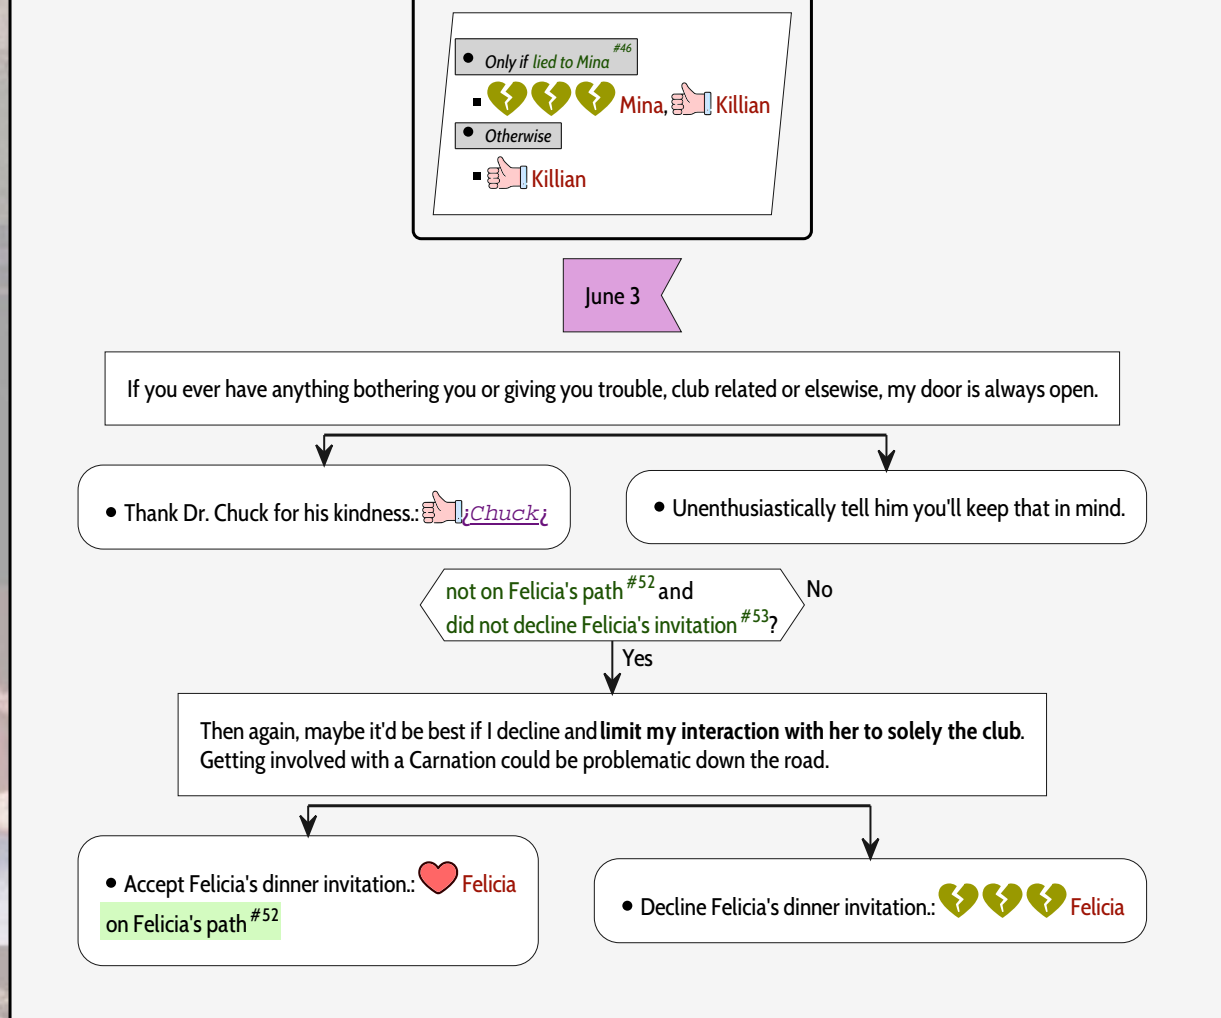 Only if lied to Mina #46
Mina, Killian
Otherwise
Killian
June 3
If you ever have anything bothering you or giving you trouble, club related or elsewise, my door is always open.
Thank Dr. Chuck for his kindness.: ¿Chuck¿
Unenthusiastically tell him you'll keep that in mind.
not on Felicia's path #52 and
did not decline Felicia's invitation #53?
No
Yes
Then again, maybe it'd be best if I decline and limit my interaction with her to solely the club.
Getting involved with a Carnation could be problematic down the road.
Accept Felicia's dinner invitation.: Felicia
on Felicia's path #52
Decline Felicia's dinner invitation.: Felicia